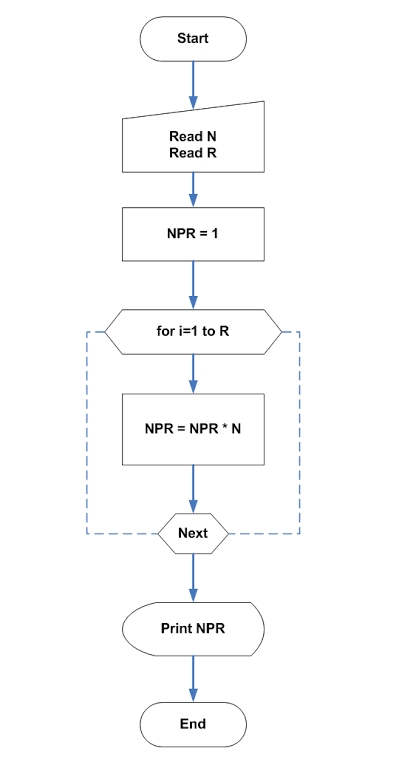 Start
Read N
Read R
NPR = 1
for i=1 to R
NPR = NPR * N
Next
Print NPR
End